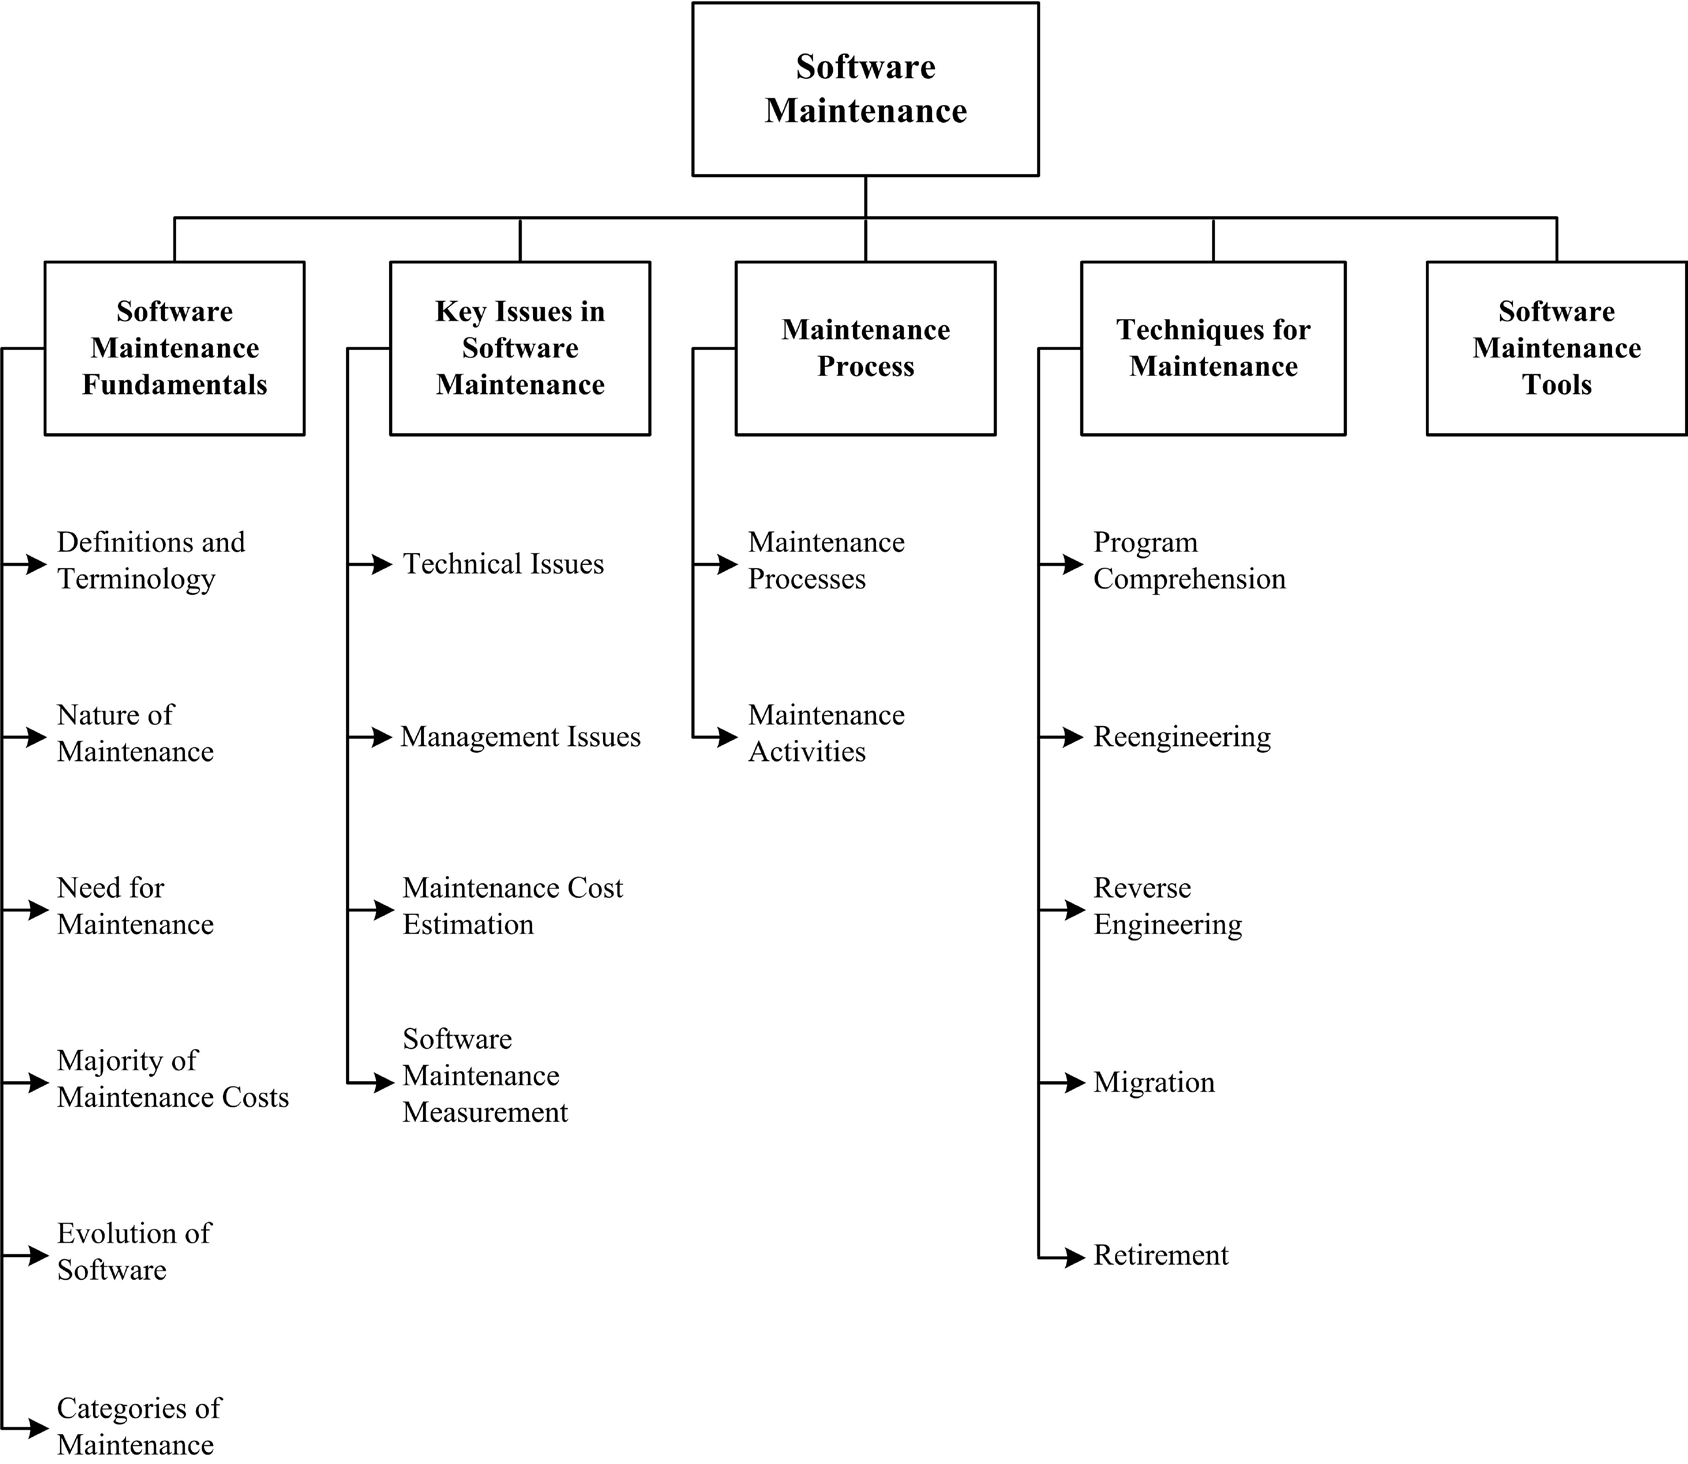 Software
Maintenance
Software
Maintenance
Fundamentals
Key Issues in
Software
Maintenance
Maintenance
Process
Techniques for
Maintenance
Software
Maintenance
Tools
Definitions and
Terminology
Nature of
Maintenance
Need for
Maintenance
Majority of
Maintenance Costs
Evolution of
Software
Categories of
Maintenance
Technical Issues
Management Issues
Maintenance Cost
Estimation
Software
Maintenance
Measurement
Maintenance
Processes
Maintenance
Activities
Program
Comprehension
Reengineering
Reverse
Engineering
Migration
Retirement